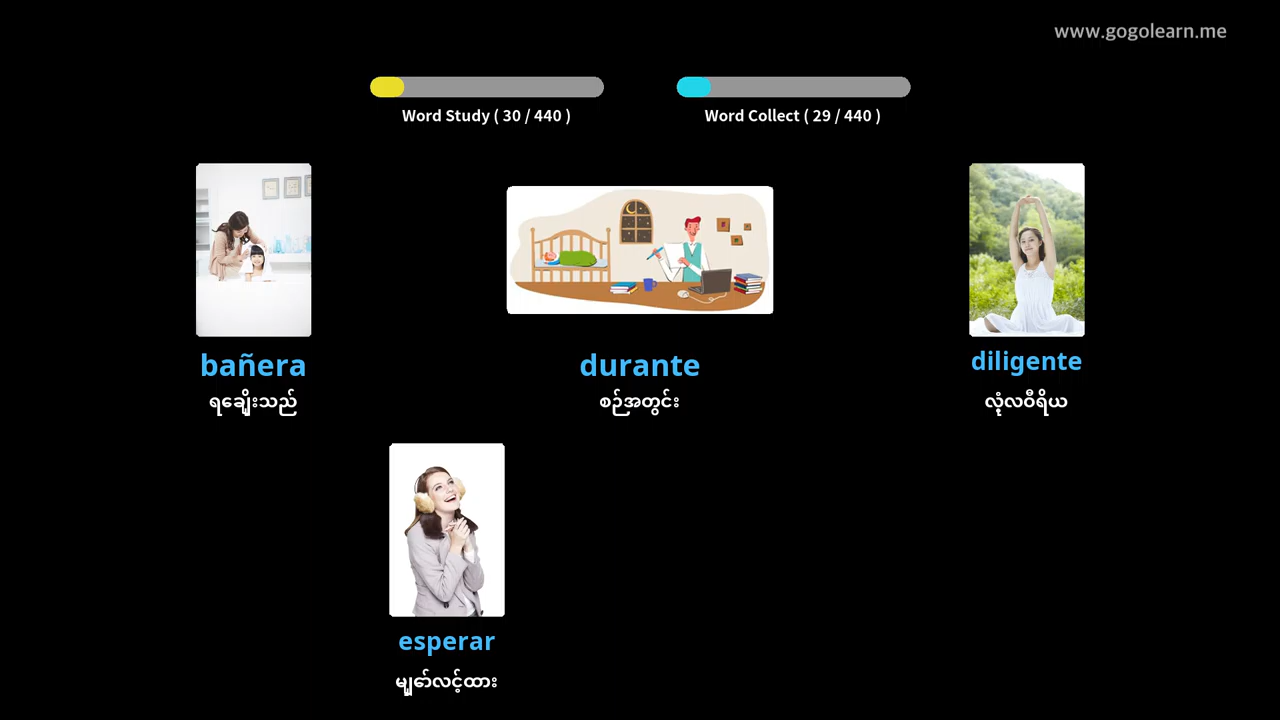 www.gogolearn.me
Word Study ( 30 / 440 )
Word Collect ( 29 / 440 )
bañera
ရေချိုးသည်
durante
စဉ်အတွင်း
diligente
လုံ့လဝီရိယ
esperar
မျှော်လင့်ထား